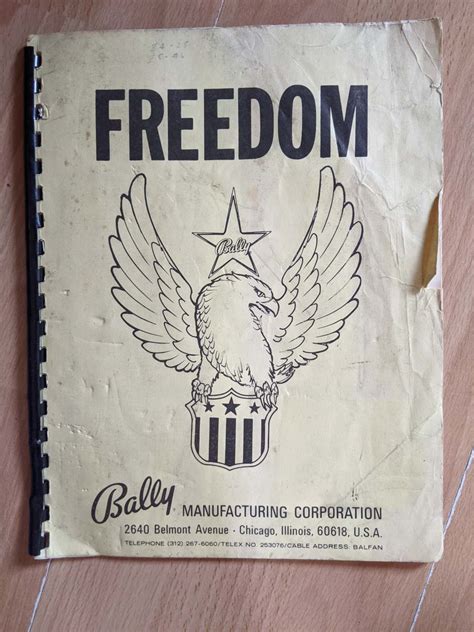 FREEDOM
Bally
Bally MANUFACTURING CORPORATION
2640 Belmont Avenue · Chicago, Illinois, 60618, U.S.A.
TELEPHONE (312) 267-6060/TELEX NO. 253076/CABLE ADDRESS: BALFAN